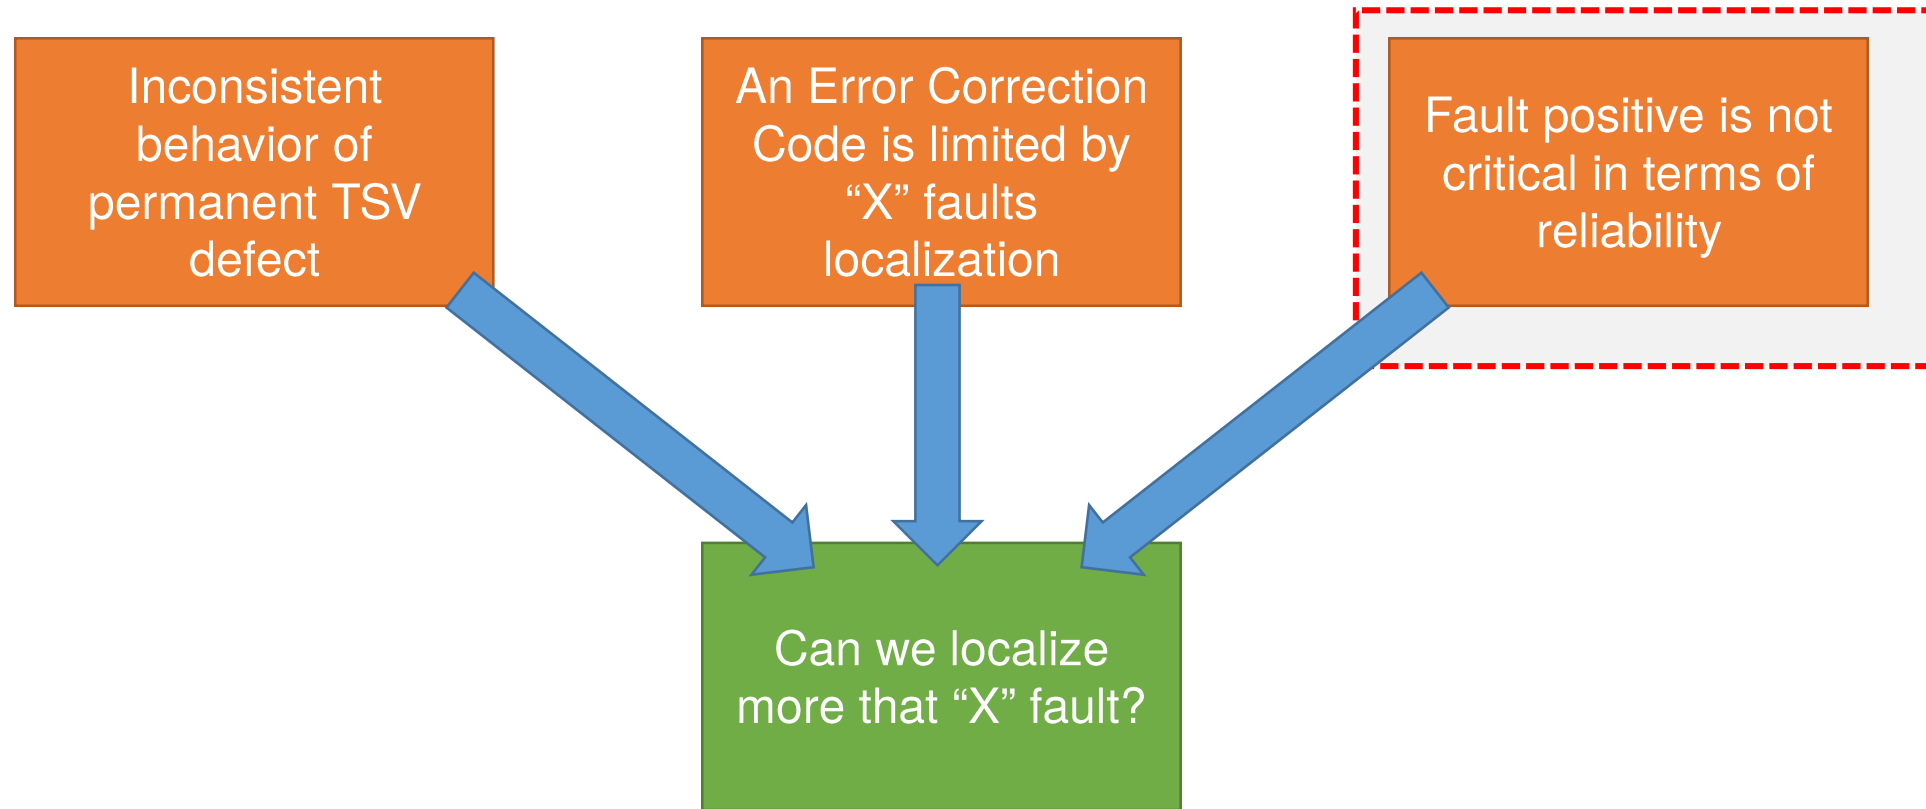 Inconsistent
behavior of
permanent TSV
defect
An Error Correction
Code is limited by
“X” faults
localization
Fault positive is not
critical in terms of
reliability
Can we localize
more that “X” fault?